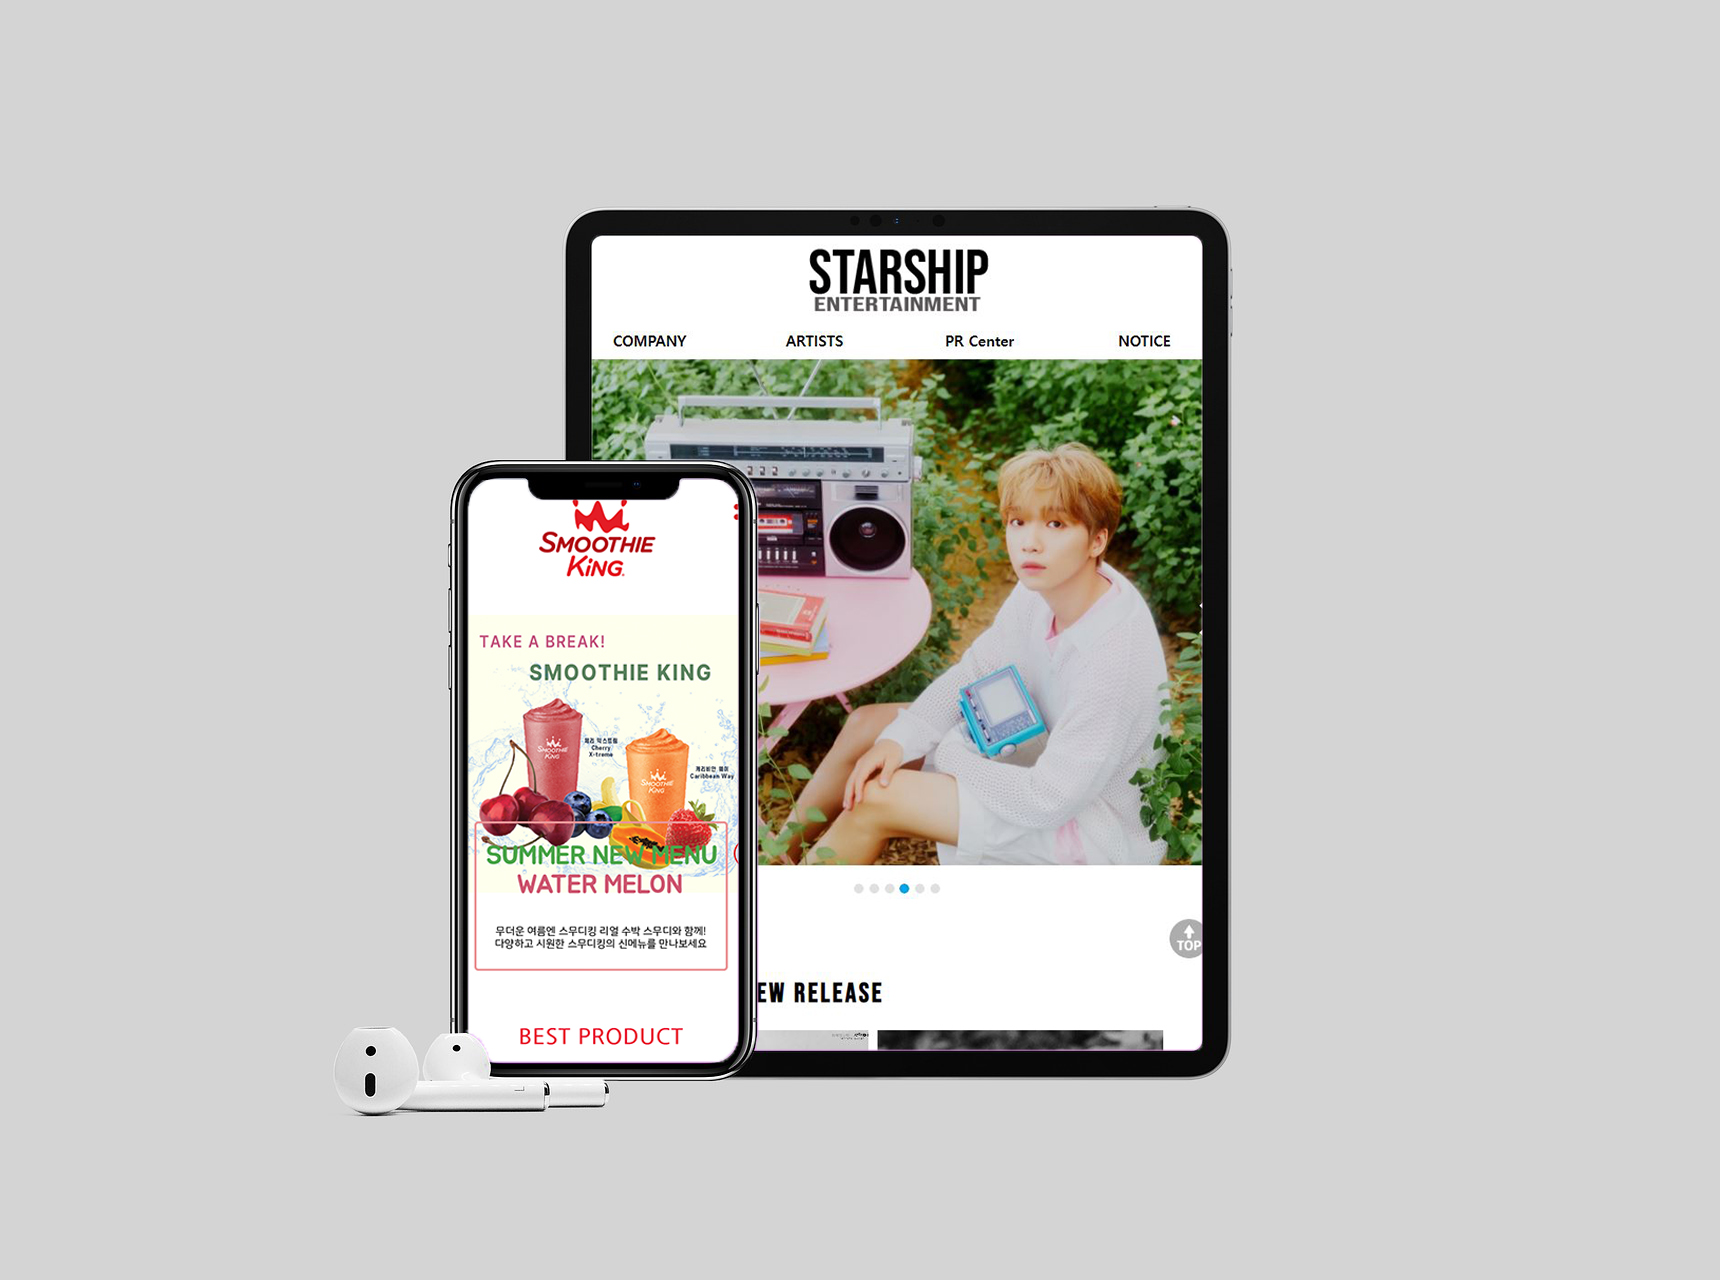 STARSHIP
ENTERTAINMENT
COMPANY ARTISTS PR Center NOTICE
TOP
EW RELEASE
SMOOTHIE
KING
TAKE A BREAK!
SMOOTHIE KING
SMOOTHIE
KING
체리 익스트림
Cherry
X-treme
SMOOTHIE
KING
캐리비안 웨이
Caribbean Way
SUMMER NEW MENU
WATER MELON
무더운 여름엔 스무디킹 리얼 수박 스무디와 함께!
다양하고 시원한 스무디킹의 신메뉴를 만나보세요
BEST PRODUCT
L